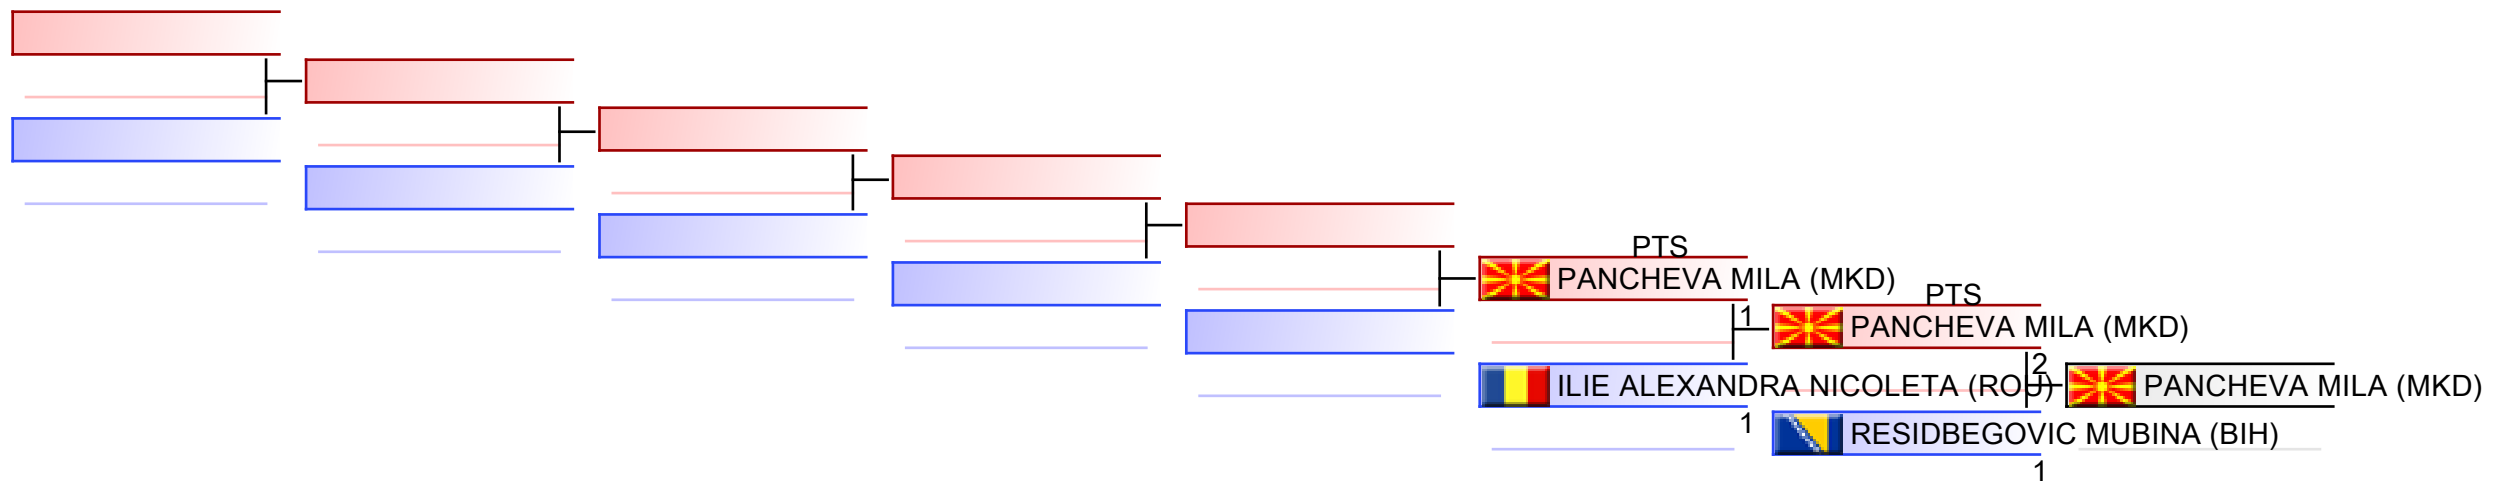 PTS
PANCHEVA MILA (MKD)
1
ILIE ALEXANDRA NICOLETA (ROU)
1
PTS
PANCHEVA MILA (MKD)
2
RESIDBEGOVIC MUBINA (BIH)
1
PANCHEVA MILA (MKD)